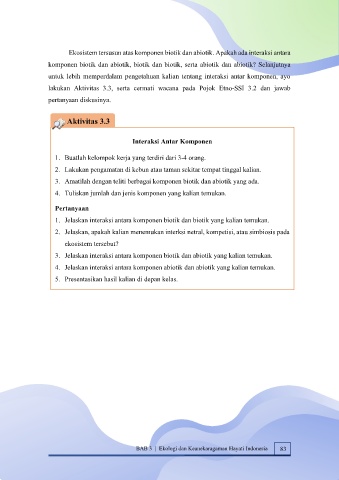 Ekosistem tersusun atas komponen biotik dan abiotik. Apakah ada interaksi antara
komponen biotik dan abiotik, biotik dan biotik, serta abiotik dan abiotik? Selanjutnya
untuk lebih memperdalam pengetahuan kalian tentang interaksi antar komponen, ayo
lakukan Aktivitas 3.3, serta cermati wacana pada Pojok Etno-SSI 3.2 dan jawab
pertanyaan diskusinya.
Aktivitas 3.3
Interaksi Antar Komponen
1. Buatlah kelompok kerja yang terdiri dari 3-4 orang.
2. Lakukan pengamatan di kebun atau taman sekitar tempat tinggal kalian.
3. Amatilah dengan teliti berbagai komponen biotik dan abiotik yang ada.
4. Tuliskan jumlah dan jenis komponen yang kalian temukan.
Pertanyaan
1. Jelaskan interaksi antara komponen biotik dan biotik yang kalian temukan.
2. Jelaskan, apakah kalian menemukan interksi netral, kompetisi, atau simbiosis pada
ekosistem tersebut?
3. Jelaskan interaksi antara komponen biotik dan abiotik yang kalian temukan.
4. Jelaskan interaksi antara komponen abiotik dan abiotik yang kalian temukan.
5. Presentasikan hasil kalian di depan kelas.
BAB 3 | Ekologi dan Keanekaragaman Hayati Indonesia 83